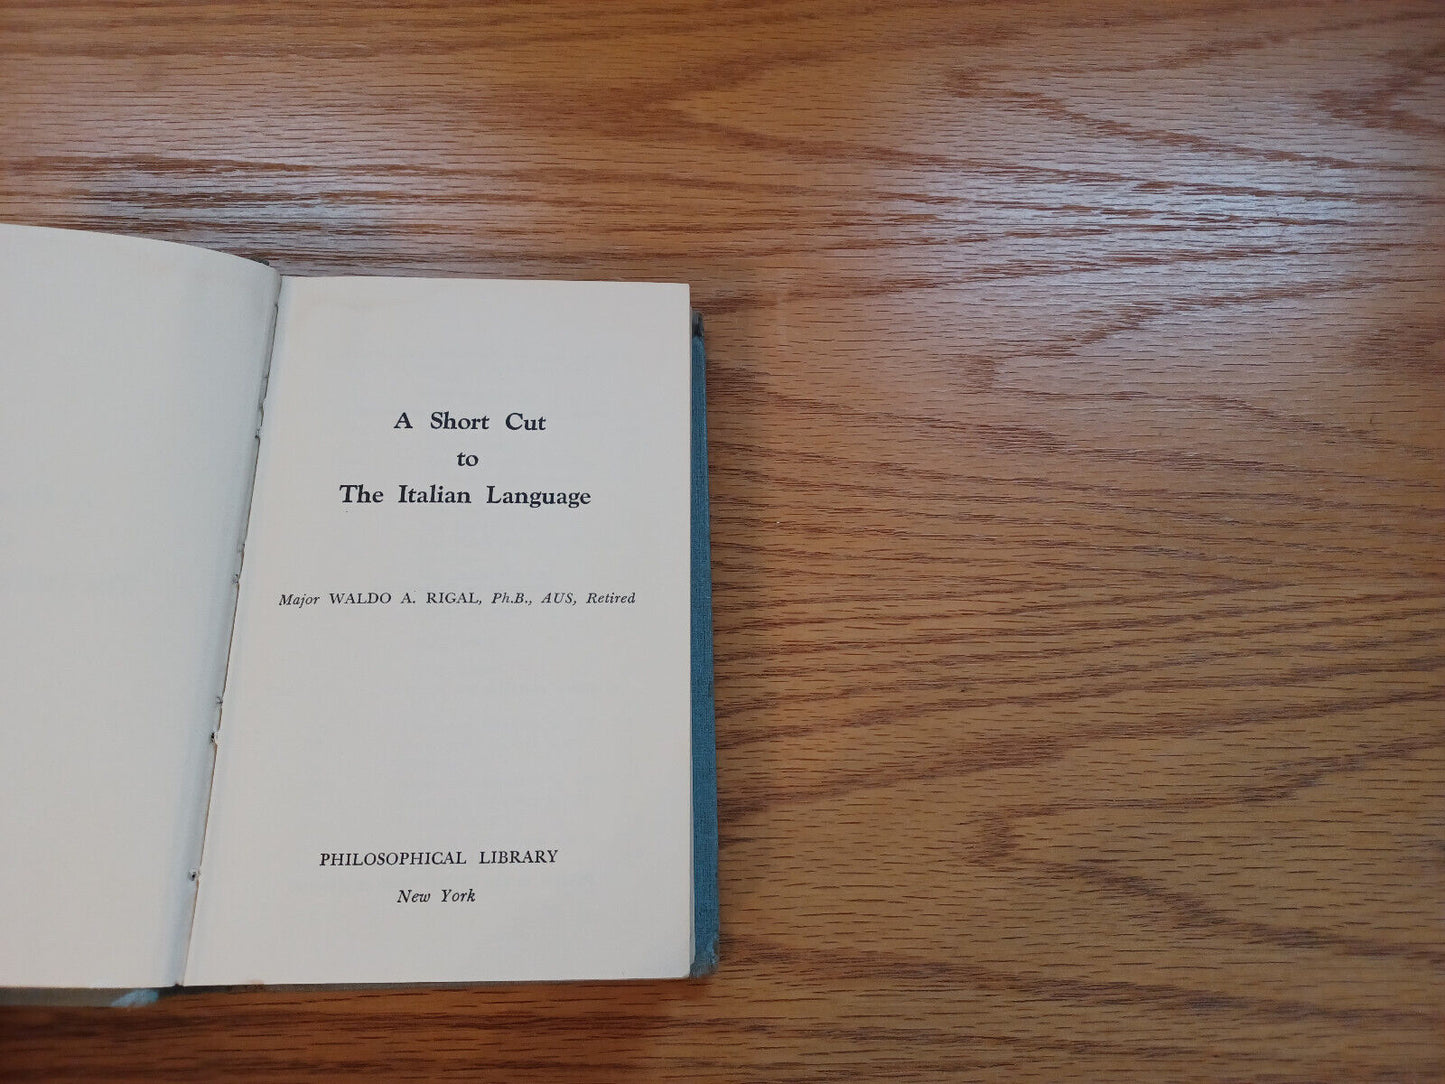 A Short Cut
to
The Italian Language
Major WALDO A. RIGAL, Ph.B., AUS, Retired
PHILOSOPHICAL LIBRARY
New York